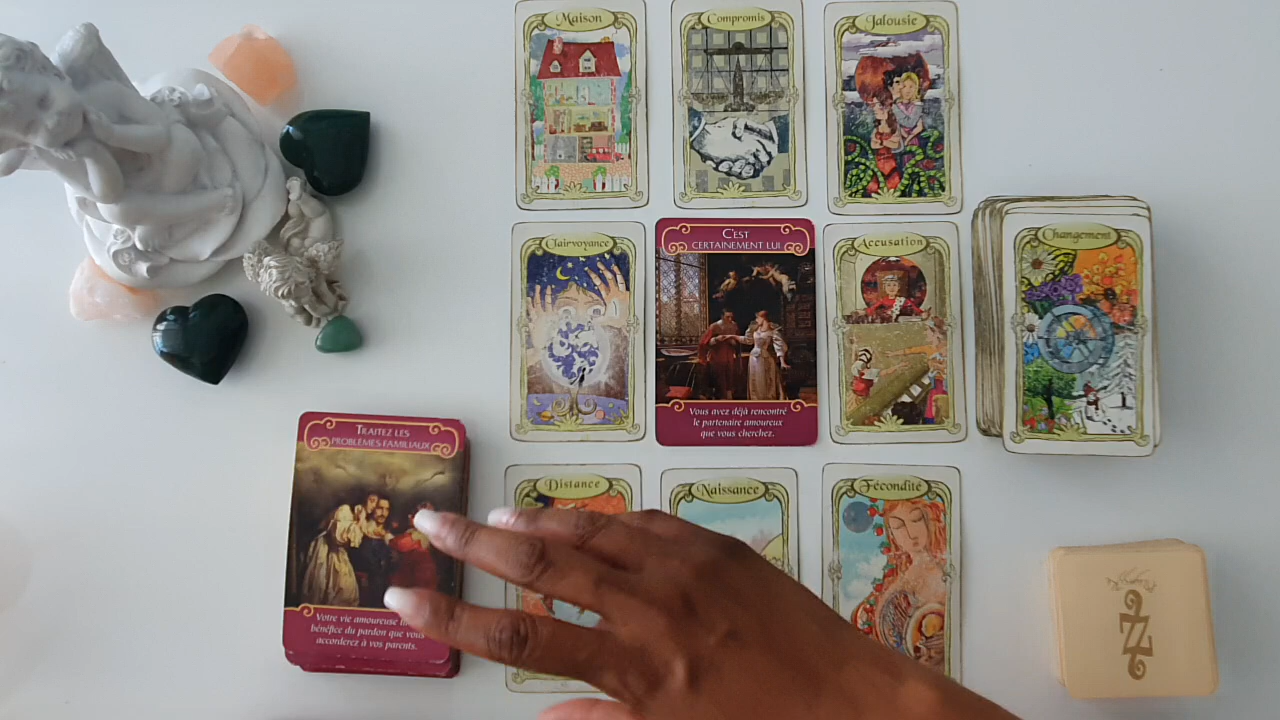 Maison
Compromis
Jalousie
Clairvoyance
C'EST
CERTAINEMENT LUI
Vous avez déjà rencontré
le partenaire amoureux
que vous cherchez.
Accusation
Changement
TRAITEZ LES
PROBLÈMES FAMILIAUX
Votre vie amoureuse
bénéfice du pardon que vous
accorderez à vos parents.
Distance
Naissance
Fécondité